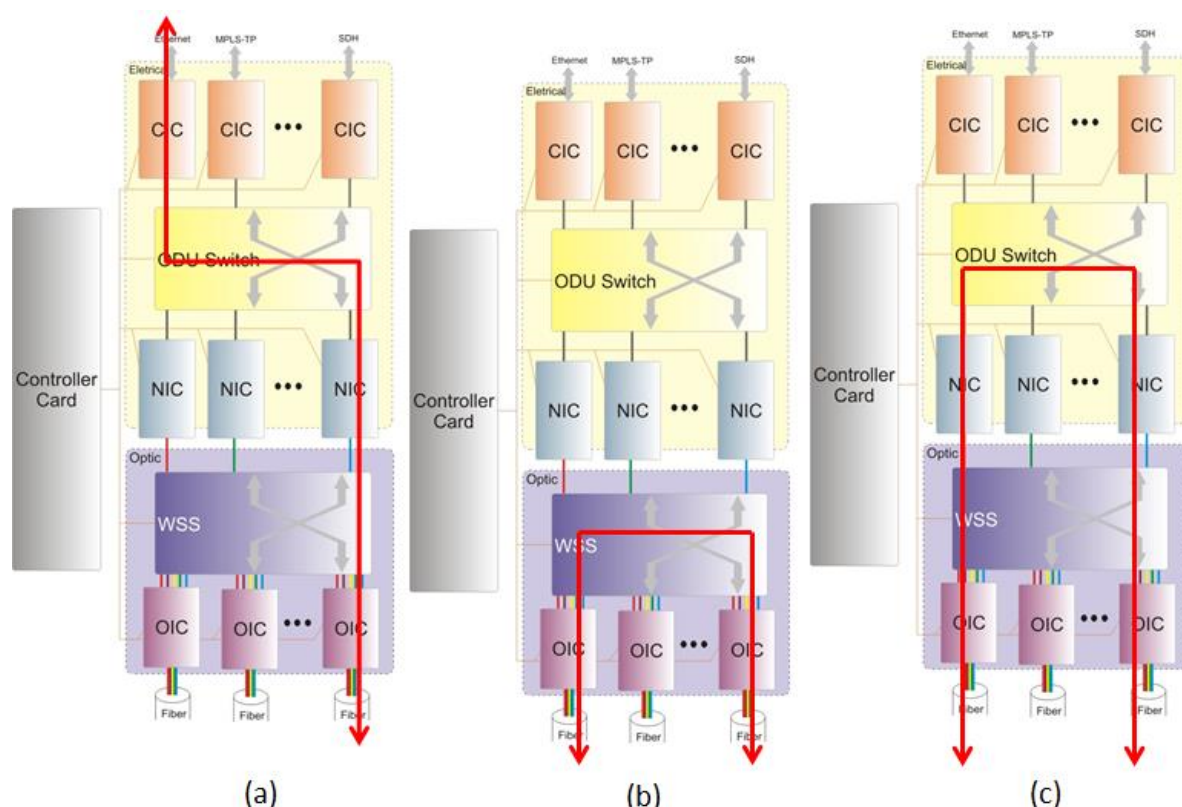 Ethernet MPLS-TP SDH
Eletrical
CIC CIC ••• CIC
ODU Switch
Controller
Card
NIC NIC ••• NIC
Optic
WSS
OIC OIC ••• OIC
Fiber Fiber Fiber
(a)
Ethernet MPLS-TP SDH
Eletrical
CIC CIC ••• CIC
ODU Switch
Controller
Card
NIC NIC ••• NIC
Optic
WSS
OIC OIC ••• OIC
Fiber Fiber Fiber
(b)
Ethernet MPLS-TP SDH
Eletrical
CIC CIC ••• CIC
ODU Switch
Controller
Card
NIC NIC ••• NIC
Optic
WSS
OIC OIC ••• OIC
Fiber Fiber Fiber
(c)